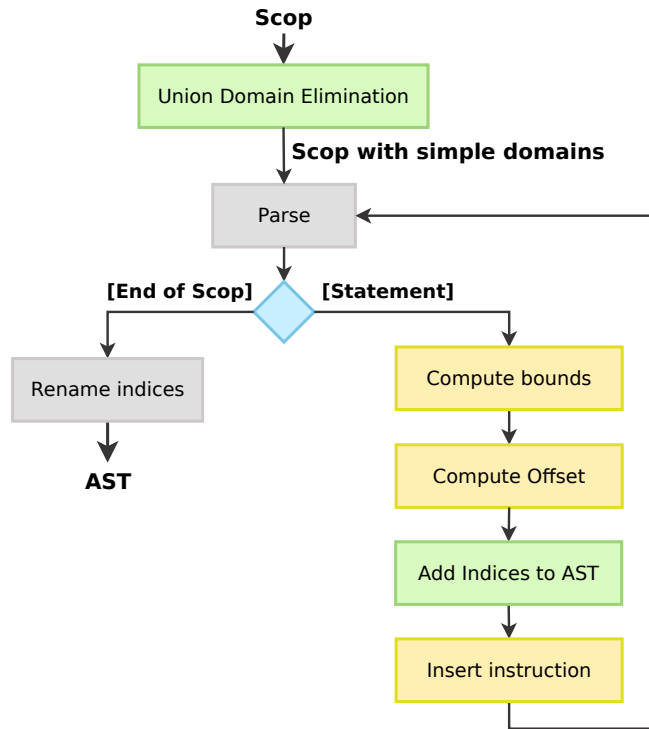 Scop
Union Domain Elimination
Scop with simple domains
Parse
[End of Scop]
[Statement]
Rename indices
Compute bounds
AST
Compute Offset
Add Indices to AST
Insert instruction